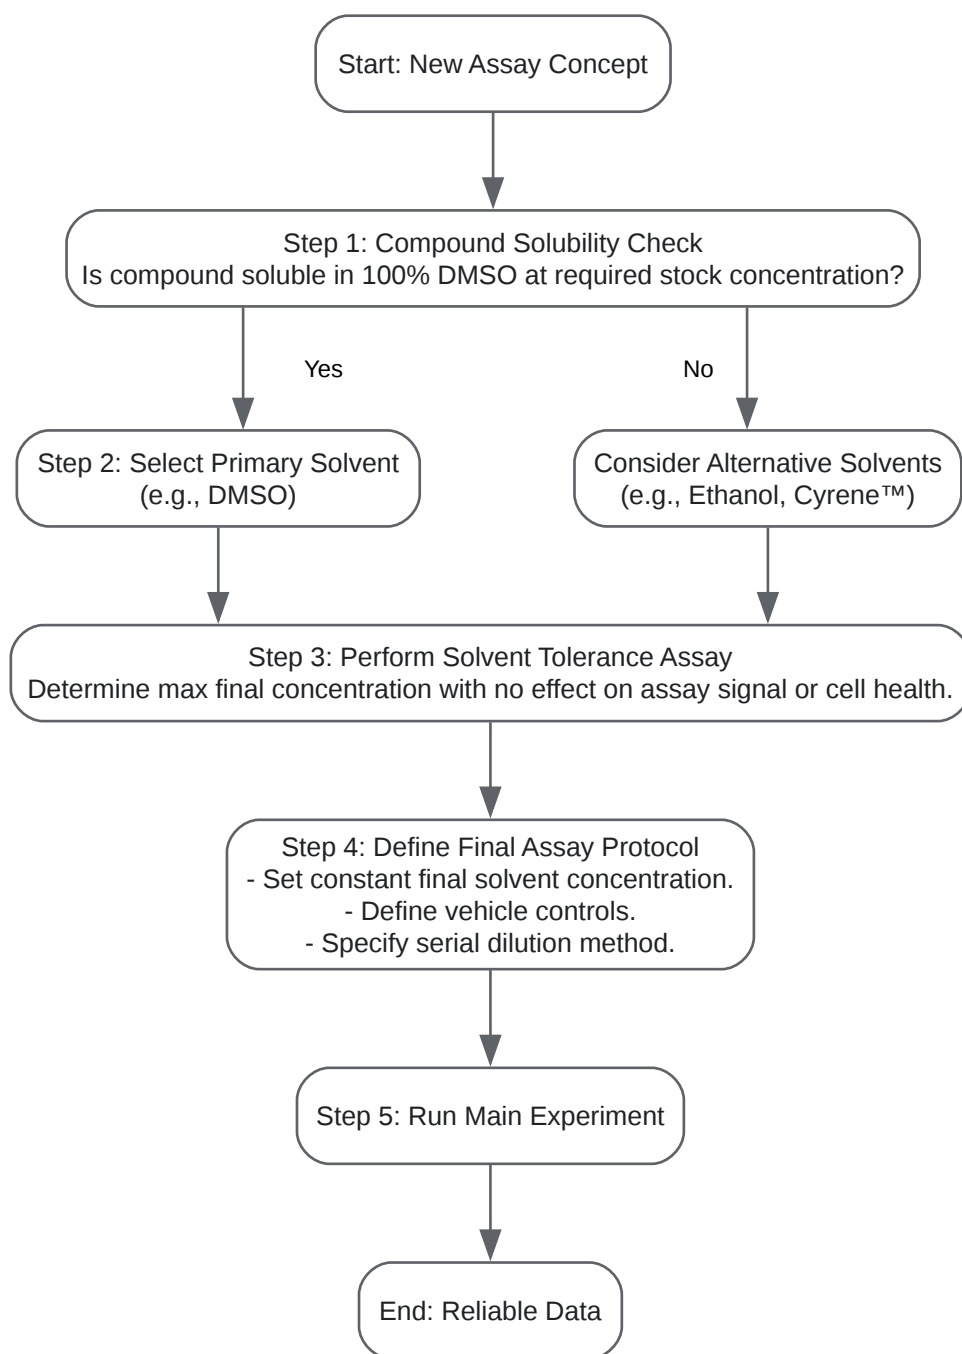 Start: New Assay Concept
Step 1: Compound Solubility Check
Is compound soluble in 100% DMSO at required stock concentration?
Yes
No
Step 2: Select Primary Solvent
(e.g., DMSO)
Consider Alternative Solvents
(e.g., Ethanol, Cyrene™)
Step 3: Perform Solvent Tolerance Assay
Determine max final concentration with no effect on assay signal or cell health.
Step 4: Define Final Assay Protocol
- Set constant final solvent concentration.
- Define vehicle controls.
- Specify serial dilution method.
Step 5: Run Main Experiment
End: Reliable Data